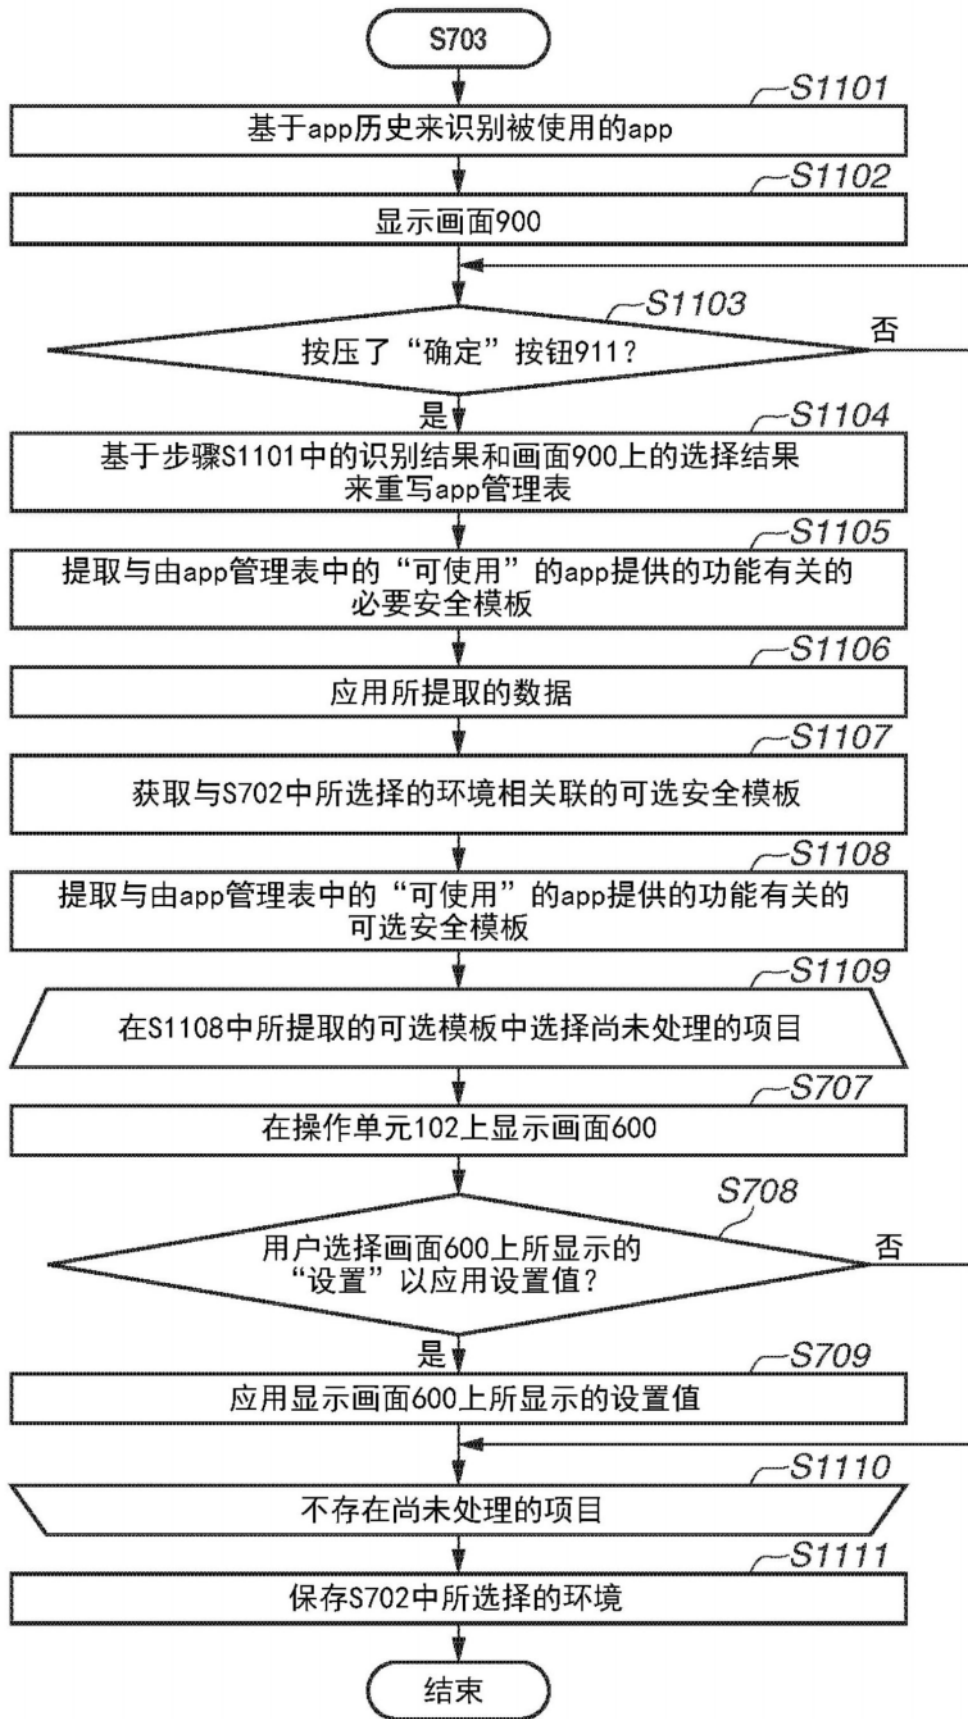 S703
S1101
基于app历史来识别被使用的app
S1102
显示画面900
S1103
按压了“确定”按钮911？
否
是
S1104
基于步骤S1101中的识别结果和画面900上的选择结果
来重写app管理表
S1105
提取与由app管理表中的“可使用”的app提供的功能有关的
必要安全模板
S1106
应用所提取的数据
S1107
获取与S702中所选择的环境相关联的可选安全模板
S1108
提取与由app管理表中的“可使用”的app提供的功能有关的
可选安全模板
S1109
在S1108中所提取的可选模板中选择尚未处理的项目
S707
在操作单元102上显示画面600
S708
用户选择画面600上所显示的
“设置”以应用设置值？
否
是
S709
应用显示画面600上所显示的设置值
S1110
不存在尚未处理的项目
S1111
保存S702中所选择的环境
结束